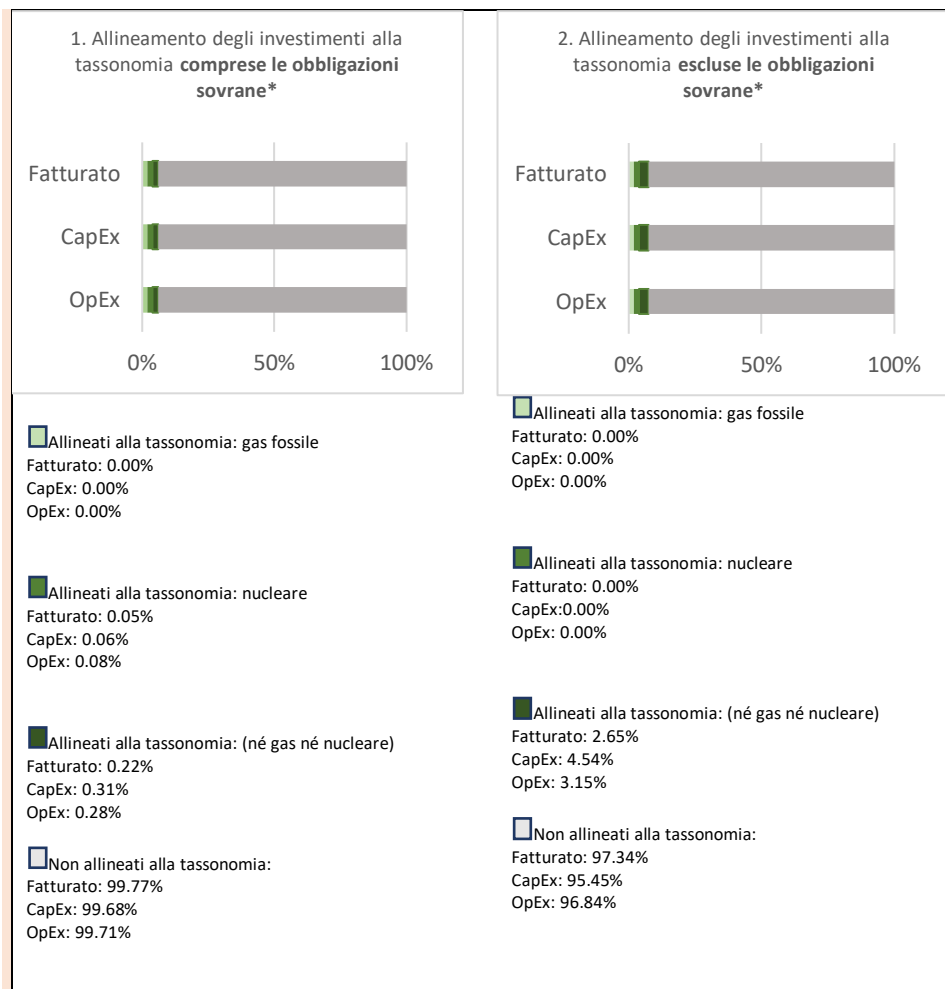 1. Allineamento degli investimenti alla
tassonomia comprese le obbligazioni
sovrane*
Fatturato
CapEx
OpEx
0% 50% 100%
Allineati alla tassonomia: gas fossile
Fatturato: 0.00%
CapEx: 0.00%
OpEx: 0.00%
Allineati alla tassonomia: nucleare
Fatturato: 0.05%
CapEx: 0.06%
OpEx: 0.08%
Allineati alla tassonomia: (né gas né nucleare)
Fatturato: 0.22%
CapEx: 0.31%
OpEx: 0.28%
Non allineati alla tassonomia:
Fatturato: 99.77%
CapEx: 99.68%
OpEx: 99.71%
2. Allineamento degli investimenti alla
tassonomia escluse le obbligazioni
sovrane*
Fatturato
CapEx
OpEx
0% 50% 100%
Allineati alla tassonomia: gas fossile
Fatturato: 0.00%
CapEx: 0.00%
OpEx: 0.00%
Allineati alla tassonomia: nucleare
Fatturato: 0.00%
CapEx:0.00%
OpEx: 0.00%
Allineati alla tassonomia: (né gas né nucleare)
Fatturato: 2.65%
CapEx: 4.54%
OpEx: 3.15%
Non allineati alla tassonomia:
Fatturato: 97.34%
CapEx: 95.45%
OpEx: 96.84%